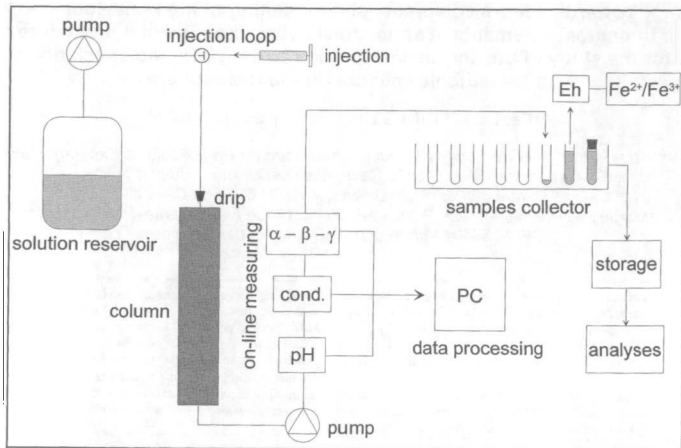 pump
injection loop
injection
Eh
Fe²⁺/Fe³⁺
solution reservoir
drip
samples collector
column
on-line measuring
α – β – γ
cond.
pH
PC
data processing
storage
analyses
pump